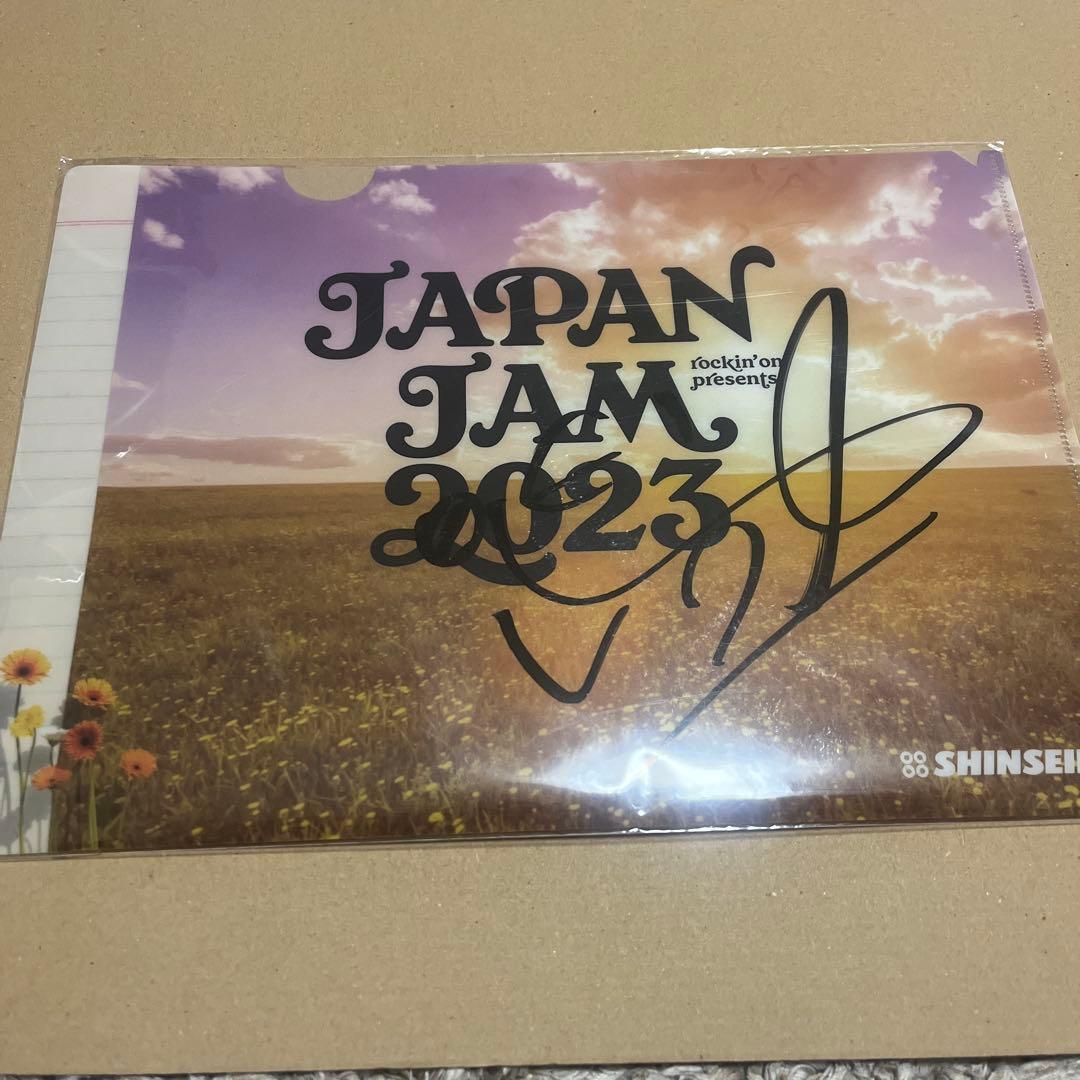 JAPAN
JAM
rockin'on
presents
2023
SHINSEI